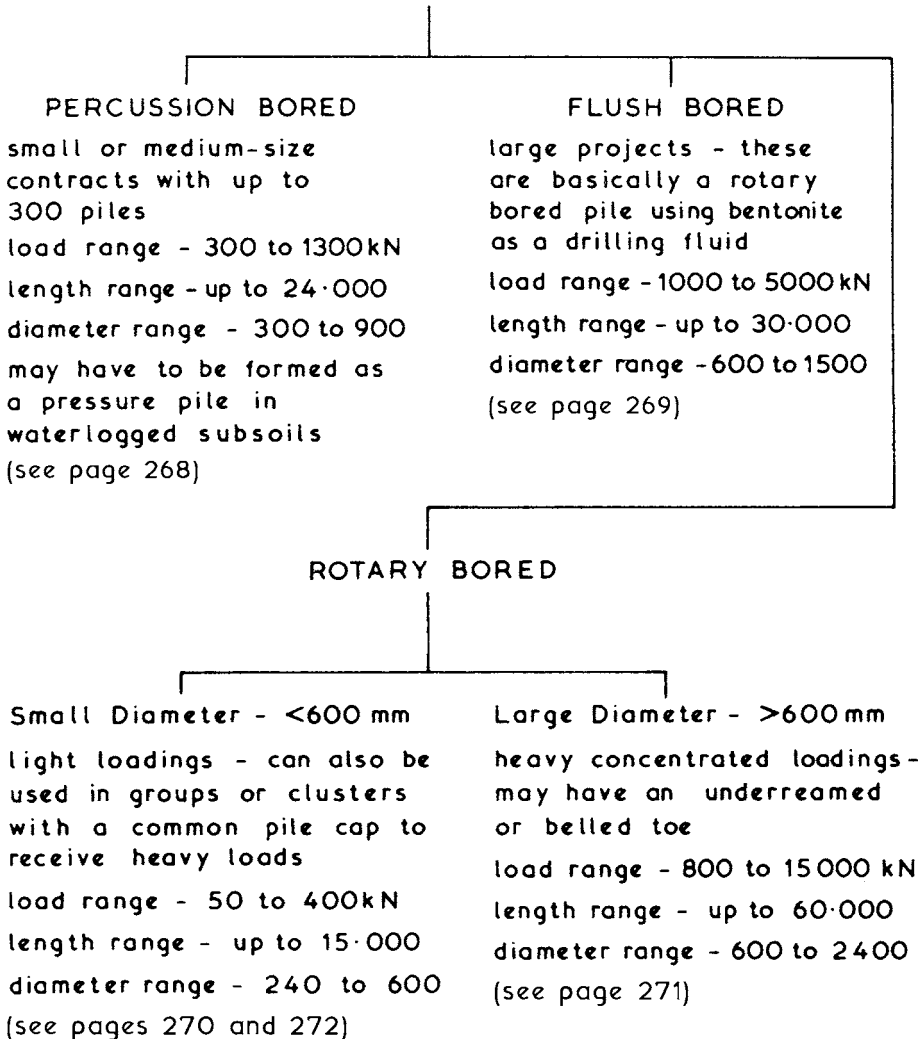 PERCUSSION BORED
small or medium-size
contracts with up to
300 piles
load range - 300 to 1300kN
length range - up to 24·000
diameter range - 300 to 900
may have to be formed as
a pressure pile in
waterlogged subsoils
(see page 268)
FLUSH BORED
large projects - these
are basically a rotary
bored pile using bentonite
as a drilling fluid
load range - 1000 to 5000kN
length range - up to 30·000
diameter range - 600 to 1500
(see page 269)
ROTARY BORED
Small Diameter - <600 mm
light loadings - can also be
used in groups or clusters
with a common pile cap to
receive heavy loads
load range - 50 to 400kN
length range - up to 15·000
diameter range - 240 to 600
(see pages 270 and 272)
Large Diameter - >600mm
heavy concentrated loadings -
may have an underreamed
or belled toe
load range - 800 to 15000 kN
length range - up to 60·000
diameter range - 600 to 2400
(see page 271)